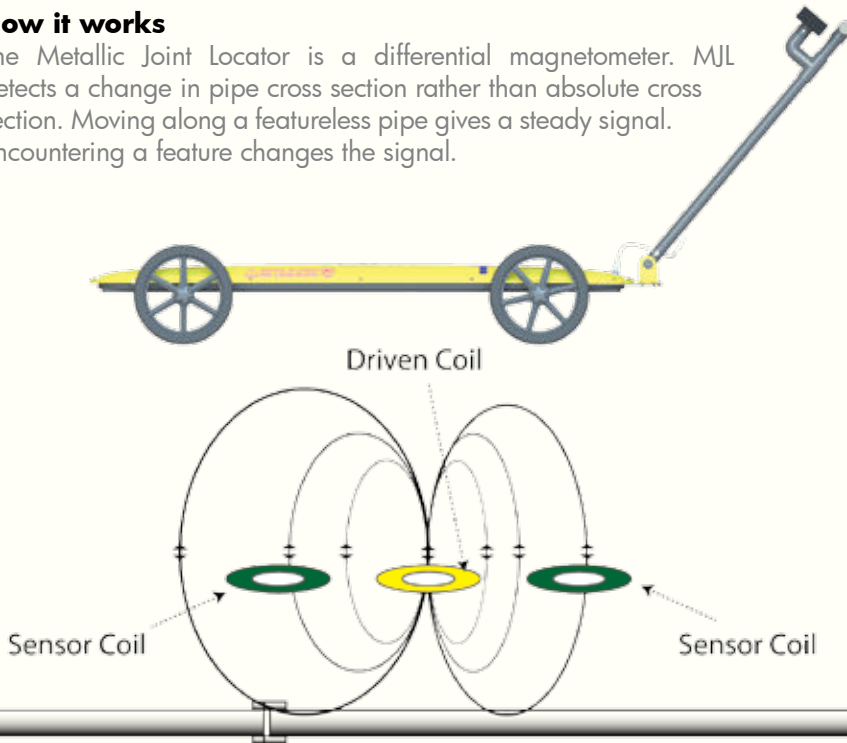 ow it works
he Metallic Joint Locator is a differential magnetometer. MJL
etects a change in pipe cross section rather than absolute cross
ection. Moving along a featureless pipe gives a steady signal.
ncountering a feature changes the signal.
Driven Coil
Sensor Coil
Sensor Coil